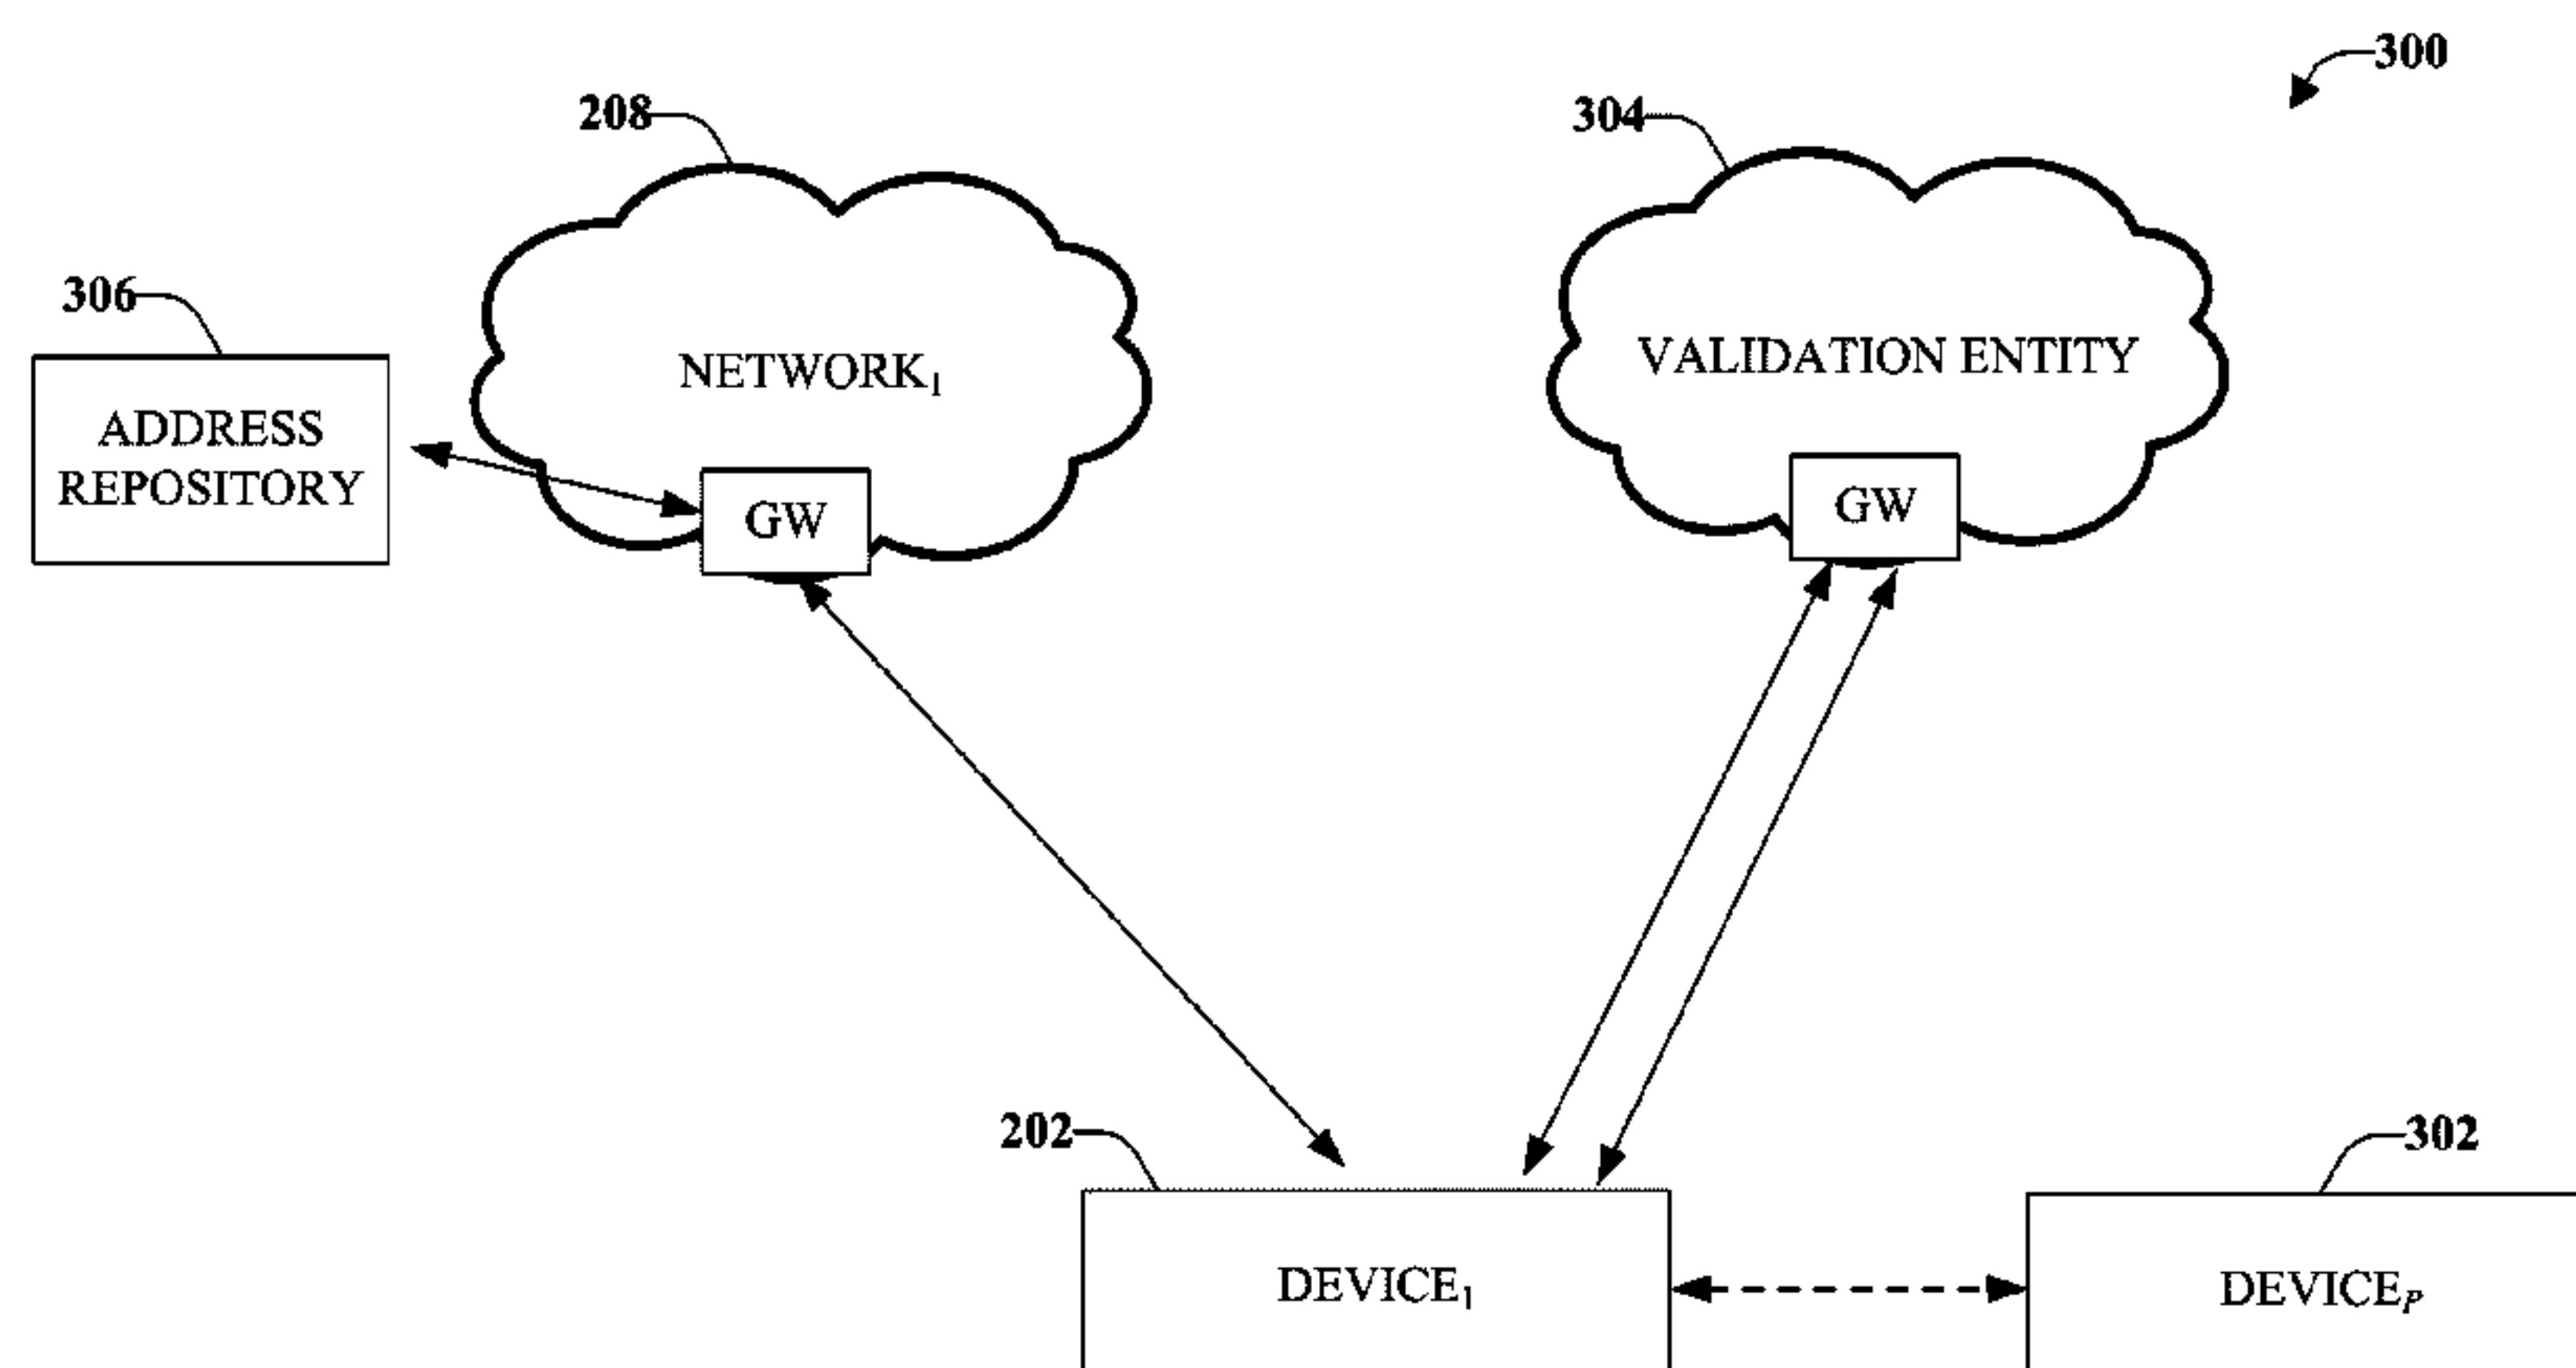 300
208
304
306
NETWORK₁
VALIDATION ENTITY
ADDRESS
REPOSITORY
GW
GW
202
302
DEVICE₁
DEVICEₚ